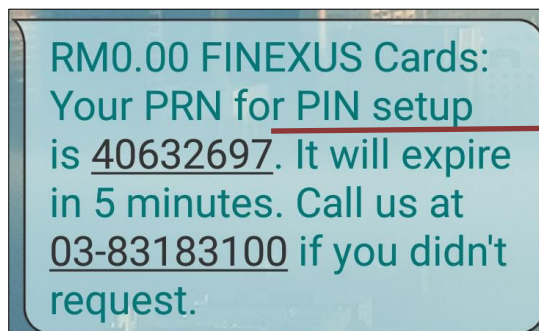 RM0.00 FINEXUS Cards:
Your PRN for PIN setup
is 40632697. It will expire
in 5 minutes. Call us at
03-83183100 if you didn't
request.